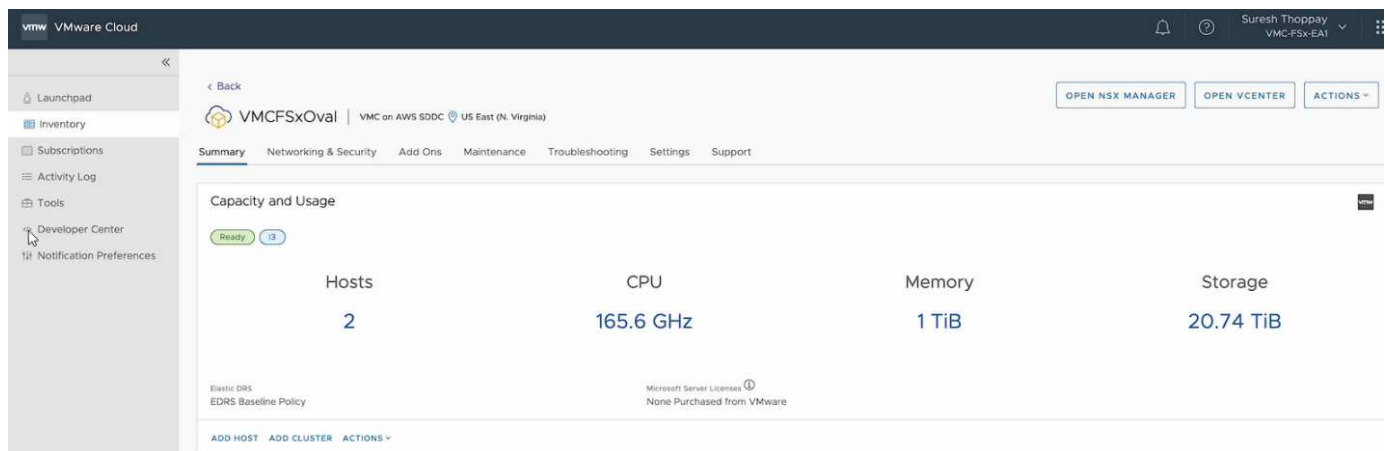 vmw VMware Cloud
Suresh Thoppay
VMC-FSx-EA1
Launchpad
Inventory
Subscriptions
Activity Log
Tools
Developer Center
Notification Preferences
< Back
OPEN NSX MANAGER
OPEN VCENTER
ACTIONS
VMCFSxOval | VMC on AWS SDDC US East (N. Virginia)
Summary Networking & Security Add Ons Maintenance Troubleshooting Settings Support
Capacity and Usage
vmw
Ready I3
Hosts CPU Memory Storage
2 165.6 GHz 1 TiB 20.74 TiB
Elastic DRS
EDRS Baseline Policy
Microsoft Server Licenses
None Purchased from VMware
ADD HOST ADD CLUSTER ACTIONS